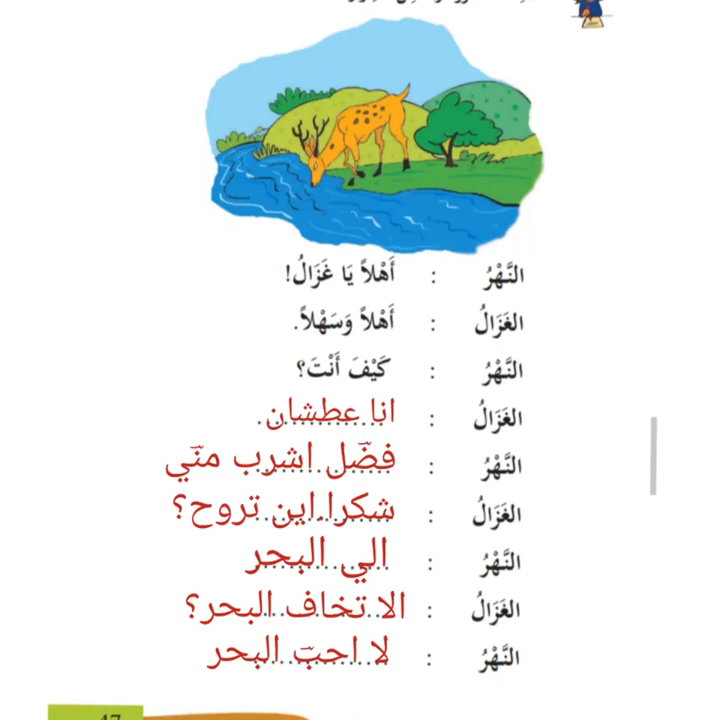 النَّهْرُ : أَهْلاً يَا غَزَالُ!
الغَزَالُ : أَهْلاً وَسَهْلاً.
النَّهْرُ : كَيْفَ أَنْتَ؟
الغَزَالُ : انا عطشان.
النَّهْرُ : فضّل اشرب منّي
الغَزَالُ : شكرا اين تروح؟
النَّهْرُ : الي البحر
الغَزَالُ : الا تخاف البحر؟
النَّهْرُ : لا احبّ البحر
47